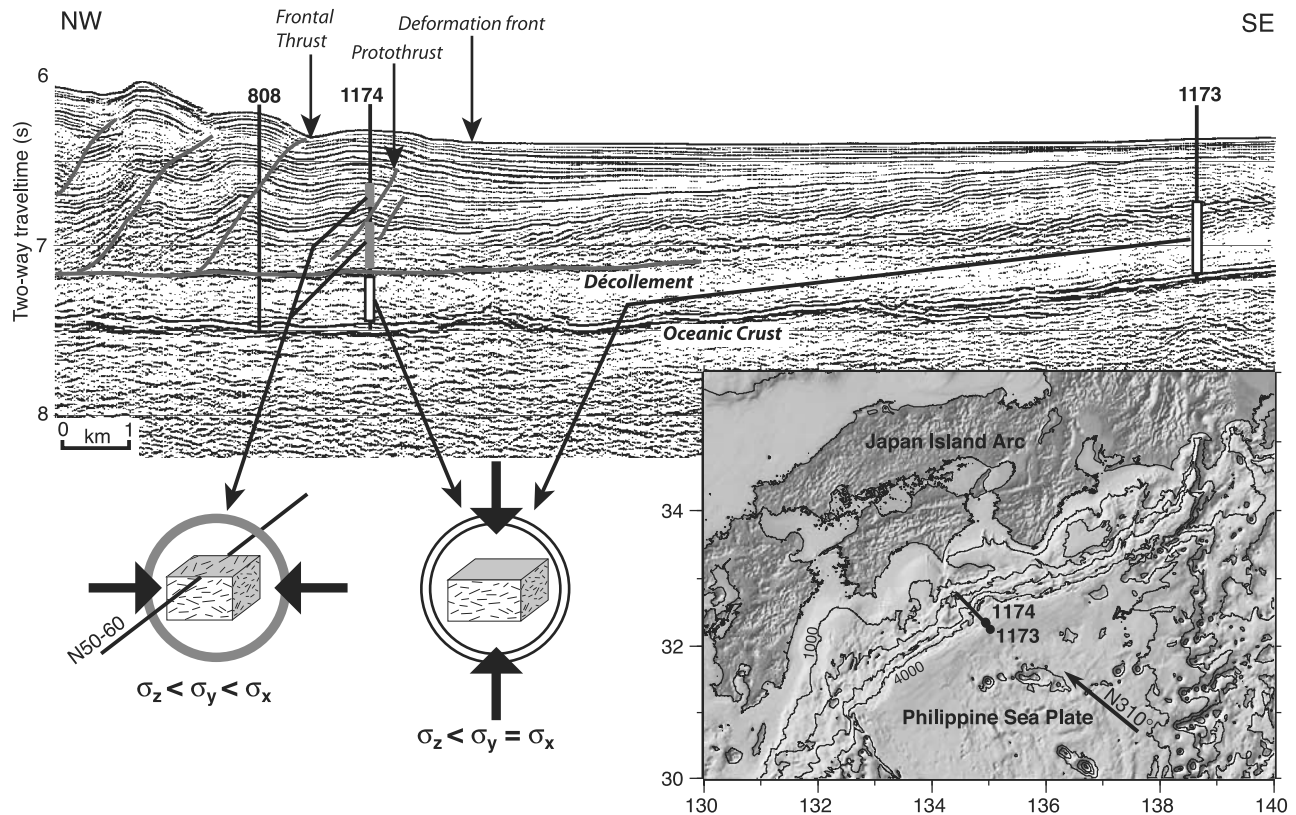 NW
SE
Frontal
Thrust
Deformation front
Protothrust
808
1174
1173
6
7
8
Two-way traveltime (s)
Décollement
Oceanic Crust
0
1
km
N50-60
σz < σy < σx
σz < σy = σx
Japan Island Arc
1174
1173
1000
4000
N310°
Philippine Sea Plate
34
32
30
130
132
134
136
138
140